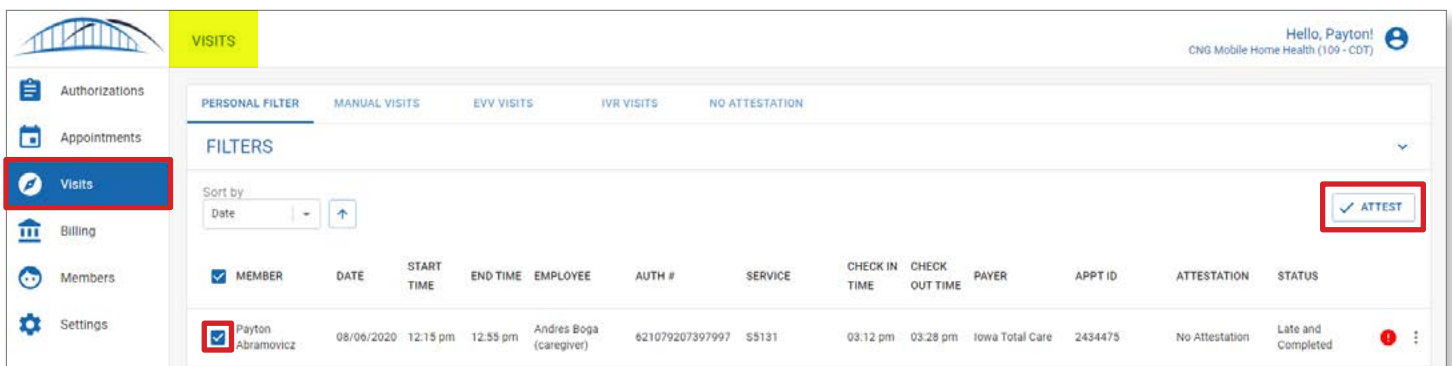 VISITS
Hello, Payton!
CNG Mobile Home Health (109 - CDT)
Authorizations
Appointments
Visits
Billing
Members
Settings
PERSONAL FILTER MANUAL VISITS EVV VISITS IVR VISITS NO ATTESTATION
FILTERS
Sort by
Date
ATTEST
MEMBER DATE START TIME END TIME EMPLOYEE AUTH # SERVICE CHECK IN TIME CHECK OUT TIME PAYER APPT ID ATTESTATION STATUS
Payton Abramovicz 08/06/2020 12:15 pm 12:55 pm Andres Boga (caregiver) 621079207397997 S5131 03:12 pm 03:28 pm Iowa Total Care 2434475 No Attestation Late and Completed